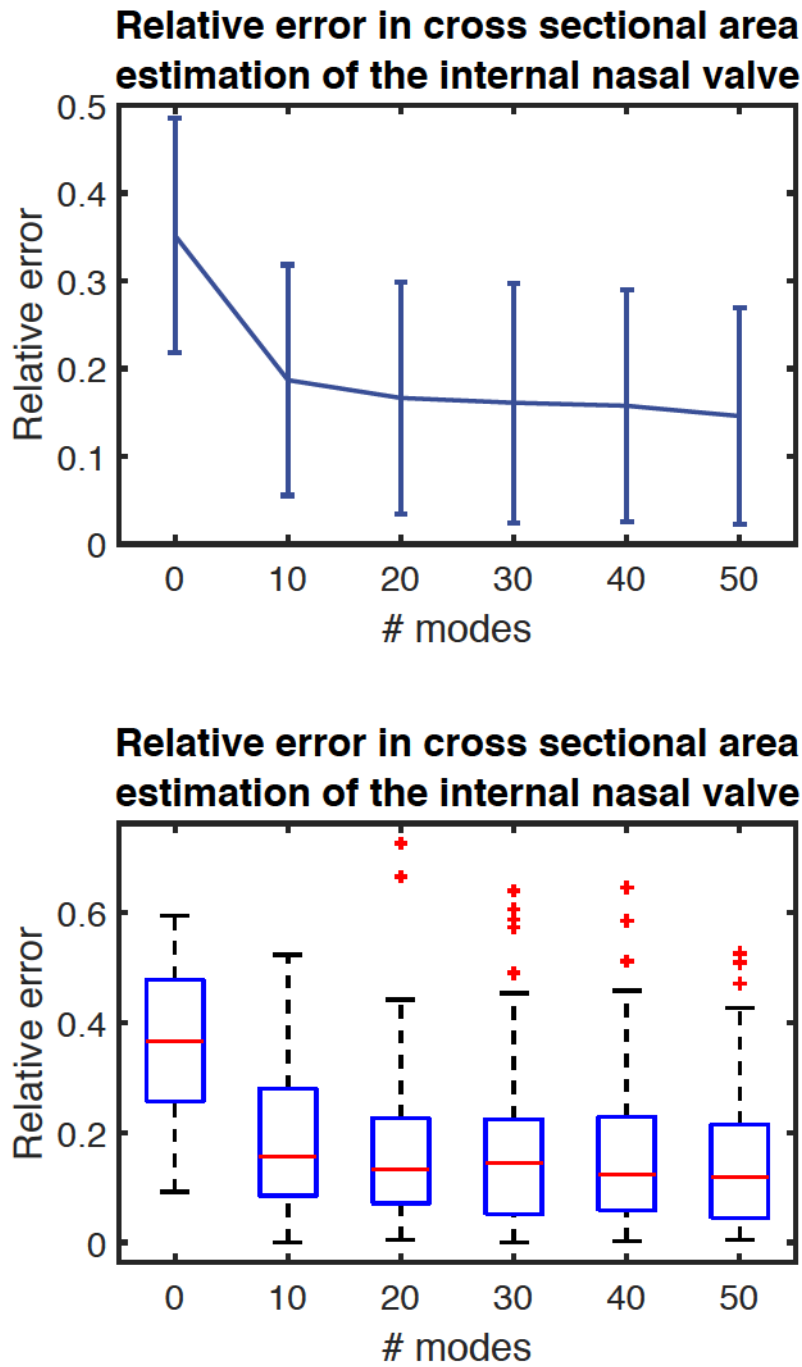 Relative error in cross sectional area
estimation of the internal nasal valve
0.5
0.4
0.3
0.2
0.1
0
Relative error
0 10 20 30 40 50
# modes
Relative error in cross sectional area
estimation of the internal nasal valve
0.6
0.4
0.2
0
Relative error
0 10 20 30 40 50
# modes